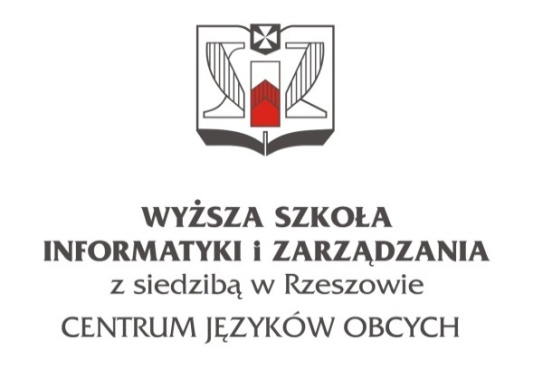 WYŻSZA SZKOŁA
INFORMATYKI i ZARZĄDZANIA
z siedzibą w Rzeszowie
CENTRUM JĘZYKÓW OBCYCH